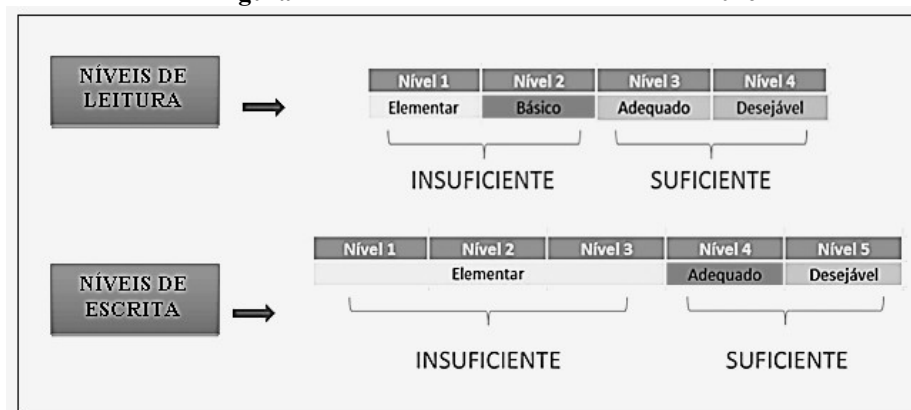 NÍVEIS DE
LEITURA
Nível 1 Nível 2 Nível 3 Nível 4
Elementar Básico Adequado Desejável
INSUFICIENTE SUFICIENTE
NÍVEIS DE
ESCRITA
Nível 1 Nível 2 Nível 3 Nível 4 Nível 5
Elementar Adequado Desejável
INSUFICIENTE SUFICIENTE